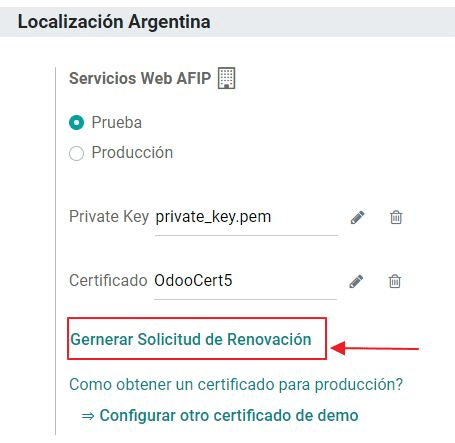 Localización Argentina
Servicios Web AFIP
Prueba
Producción
Private Key private_key.pem
Certificado OdooCert5
Gernerar Solicitud de Renovación
Como obtener un certificado para producción?
⇒ Configurar otro certificado de demo